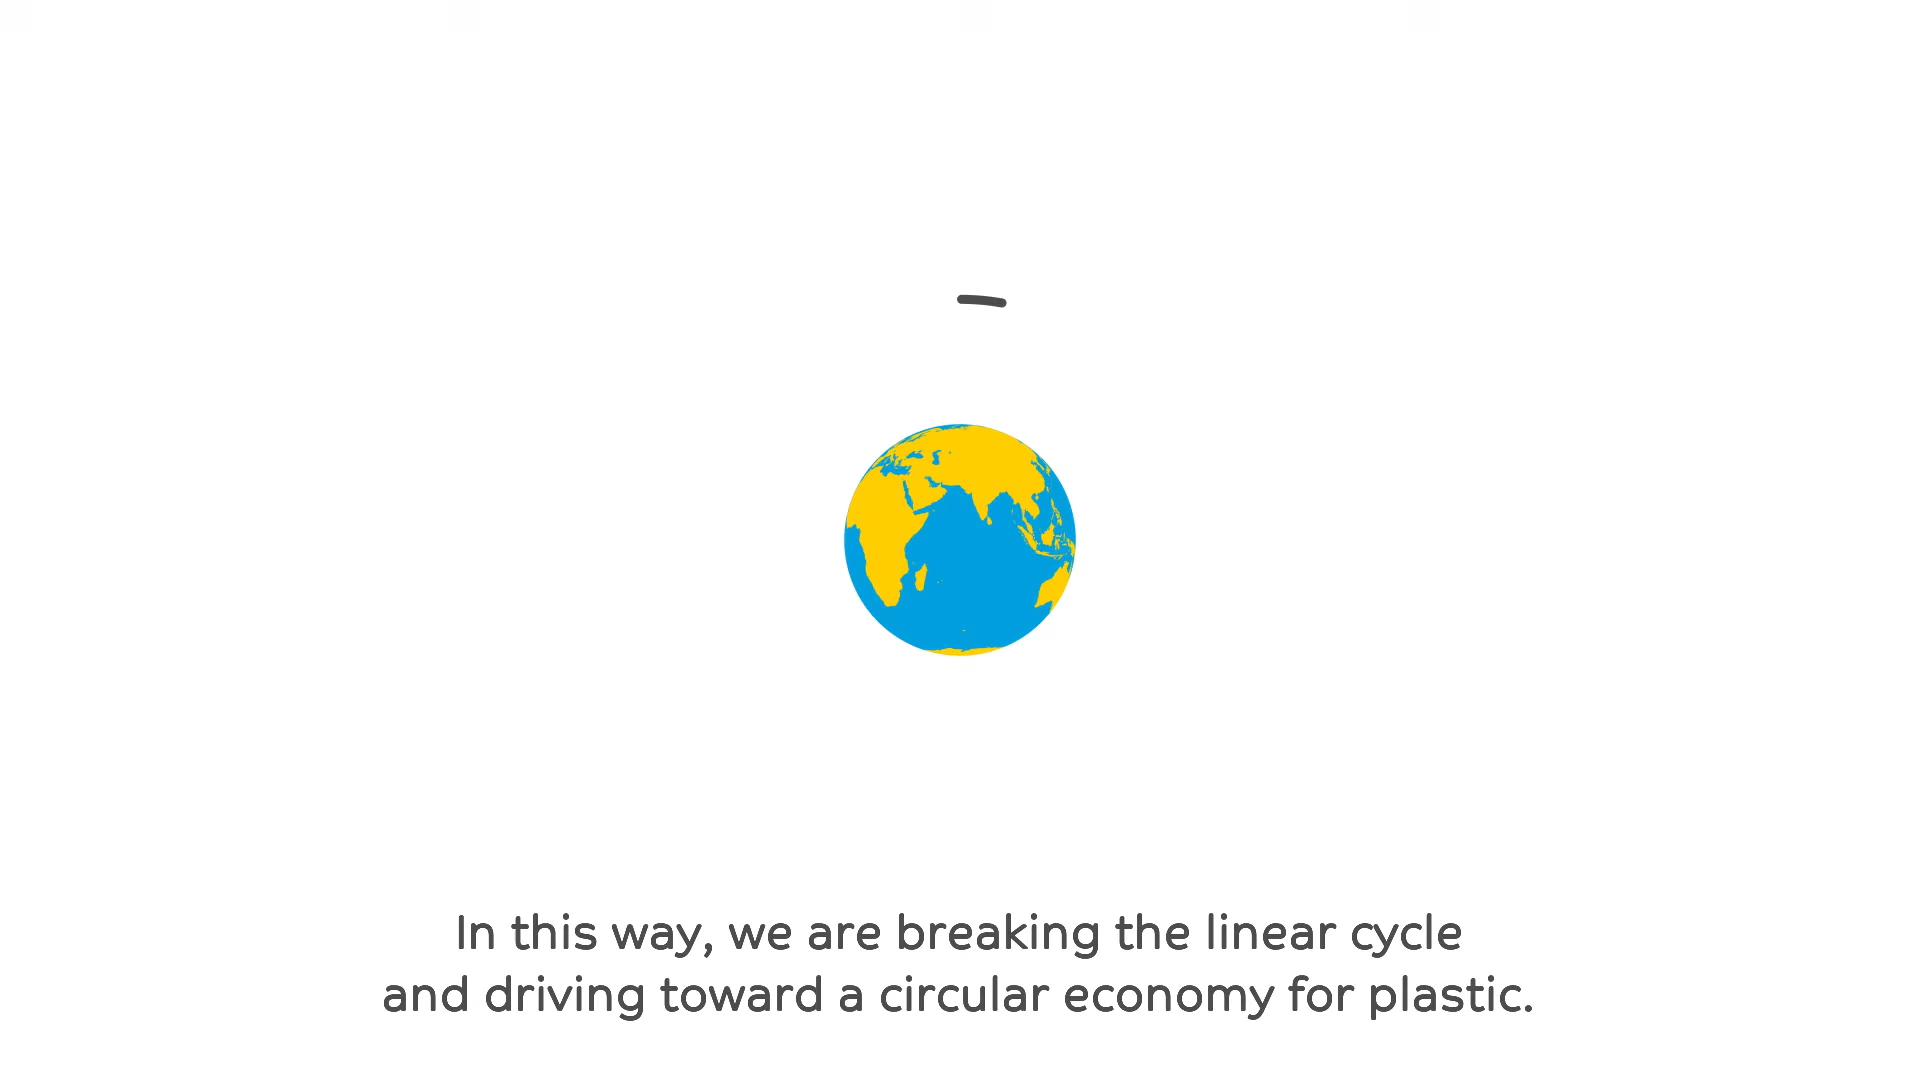 In this way, we are breaking the linear cycle
and driving toward a circular economy for plastic.